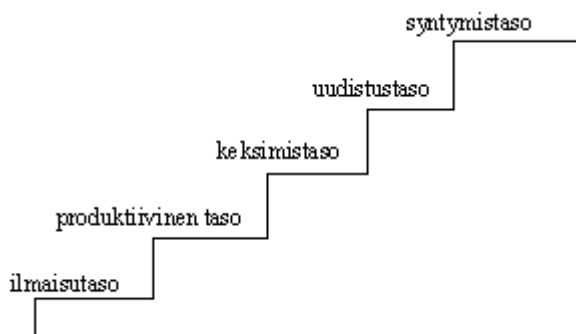 syntymistaso
uudistustaso
keksimistaso
produktiivinen taso
ilmaisutaso